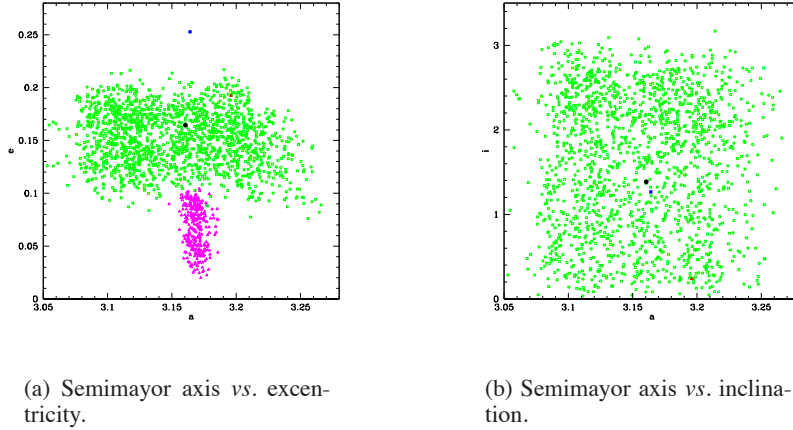 0.25
0.2
0.15
0.1
0.05
0
e
3.05 3.1 3.15 3.2 3.25
a
3
2
1
0
i
3.05 3.1 3.15 3.2 3.25
a
(a) Semimayor axis vs. excen-
tricity.
(b) Semimayor axis vs. inclina-
tion.